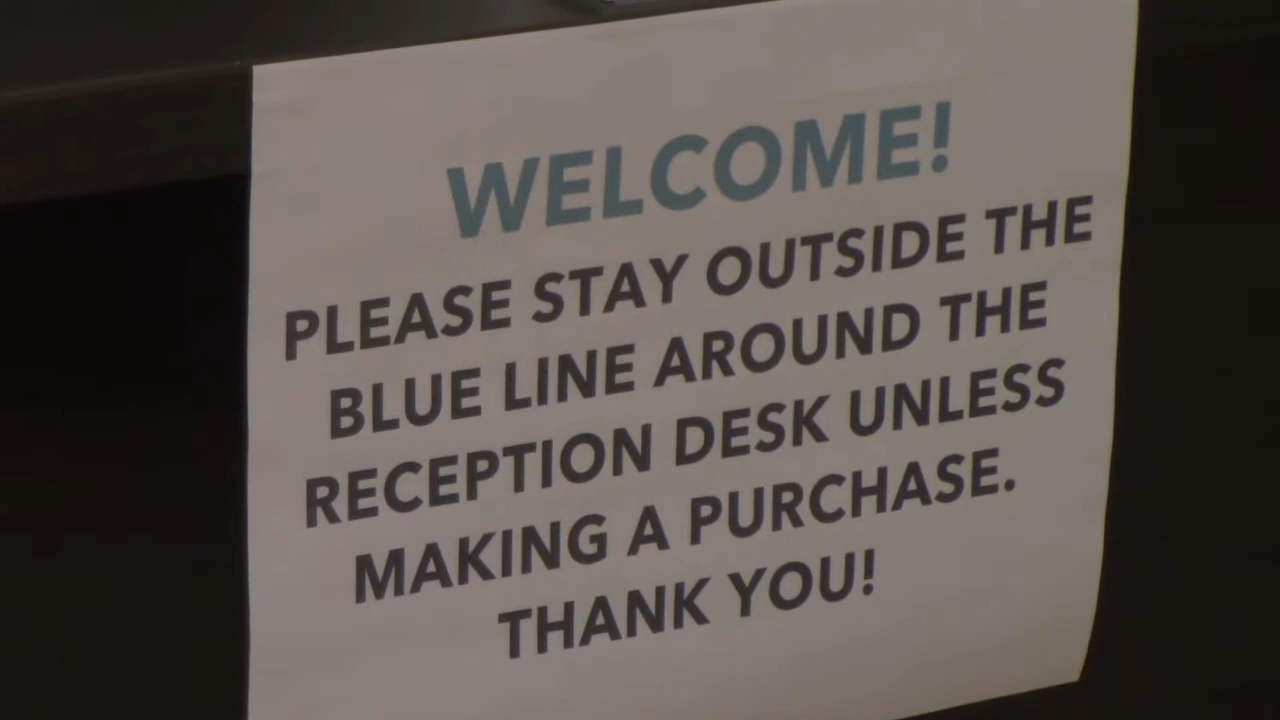 WELCOME!
PLEASE STAY OUTSIDE THE
BLUE LINE AROUND THE
RECEPTION DESK UNLESS
MAKING A PURCHASE.
THANK YOU!